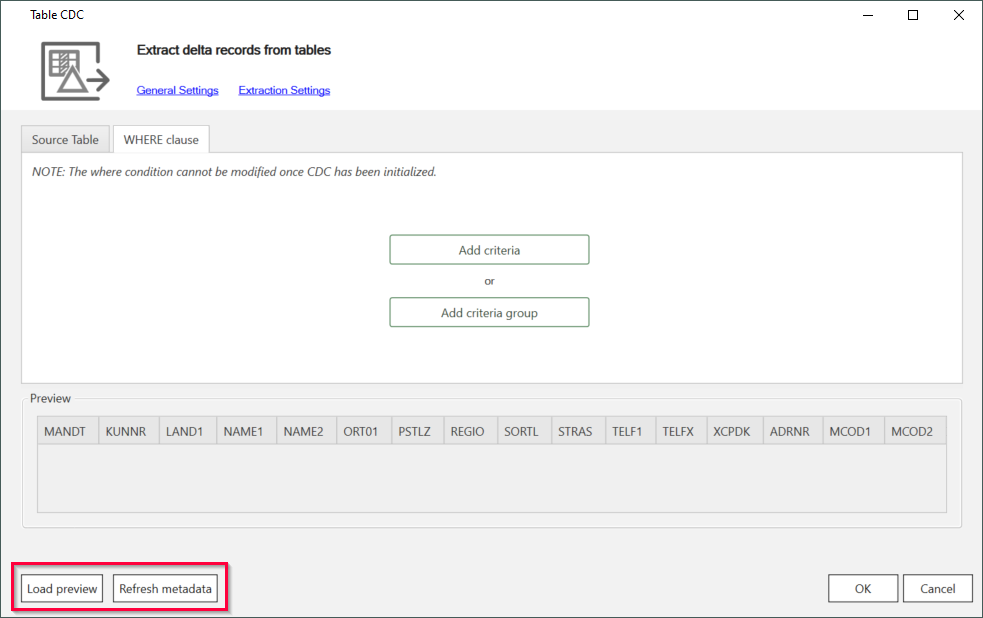 Table CDC
Extract delta records from tables
General Settings Extraction Settings
Source Table WHERE clause
NOTE: The where condition cannot be modified once CDC has been initialized.
Add criteria
or
Add criteria group
Preview
MANDT KUNNR LAND1 NAME1 NAME2 ORT01 PSTLZ REGIO SORTL STRAS TELF1 TELFX XCPDK ADRNR MCOD1 MCOD2
Load preview Refresh metadata OK Cancel